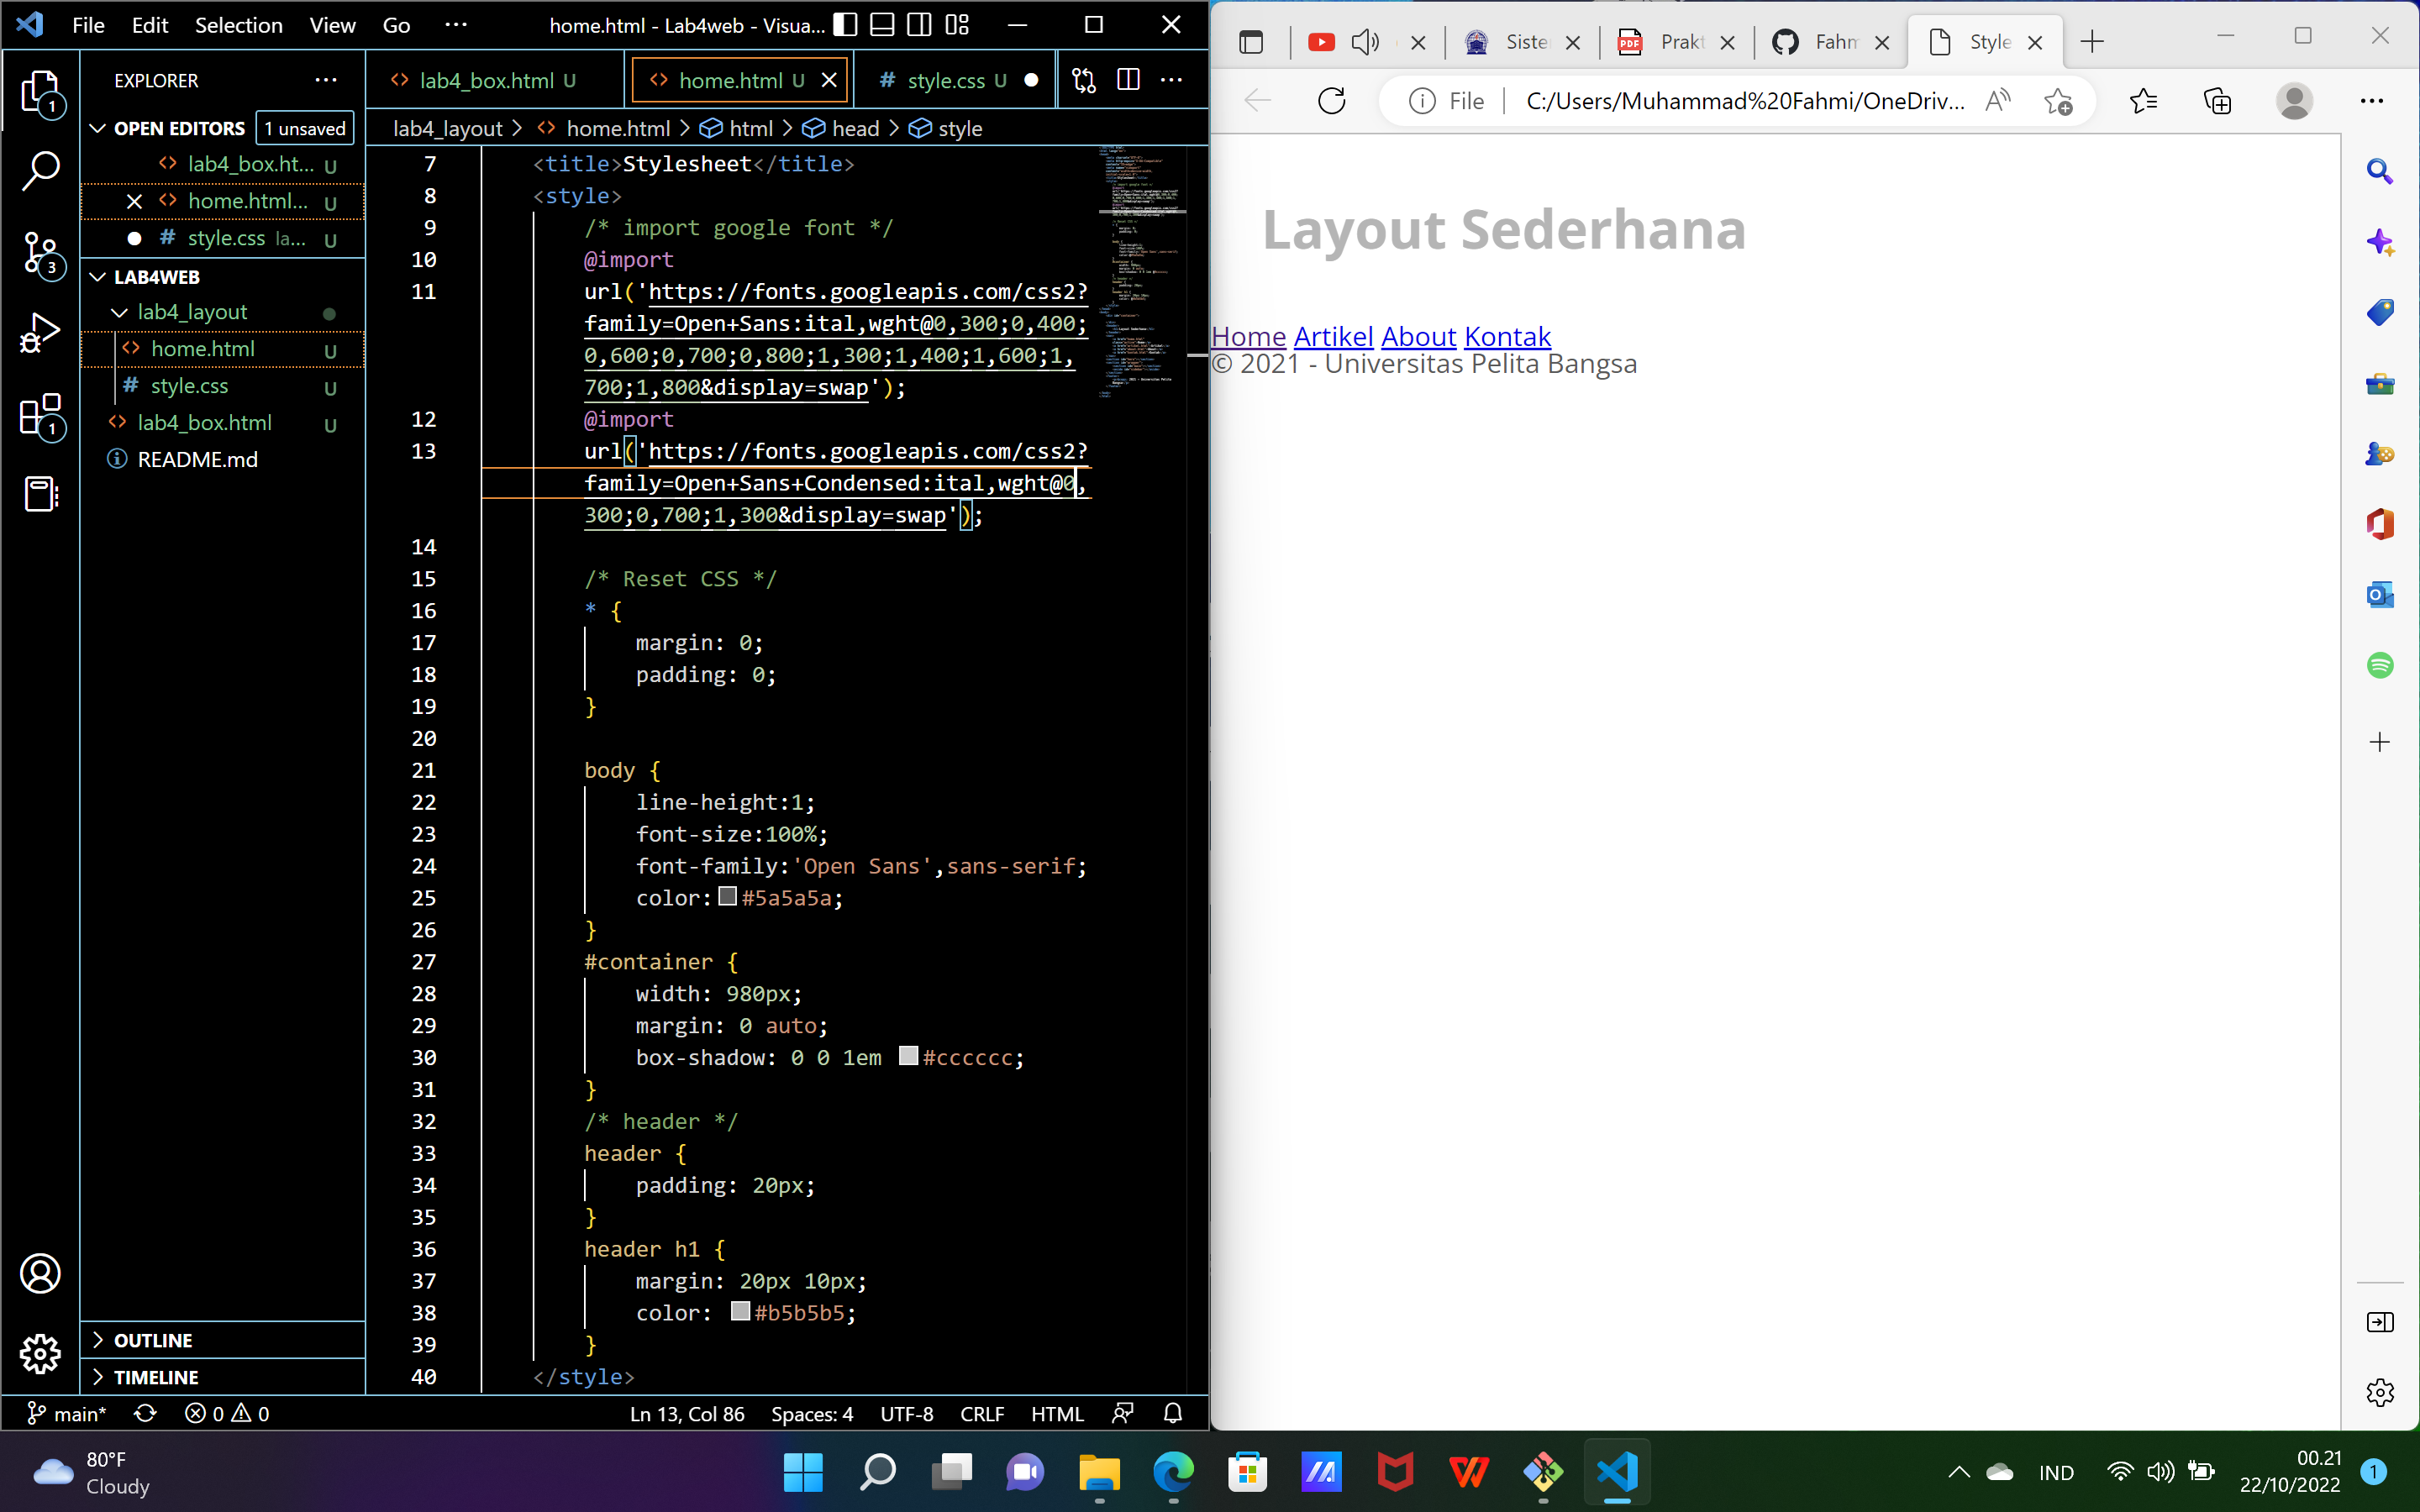 File Edit Selection View Go ··· home.html - Lab4web - Visua...
EXPLORER ···
OPEN EDITORS 1 unsaved
lab4_box.ht... U
home.html... U
# style.css la... U
LAB4WEB
lab4_layout
home.html U
# style.css U
lab4_box.html U
README.md
OUTLINE
TIMELINE
1
3
1
lab4_box.html U home.html U # style.css U
lab4_layout > home.html > html > head > style
7 <title>Stylesheet</title>
8 <style>
9 /* import google font */
10 @import
11 url('https://fonts.googleapis.com/css2?
family=Open+Sans:ital,wght@0,300;0,400;
0,600;0,700;0,800;1,300;1,400;1,600;1,
700;1,800&display=swap');
12 @import
13 url('https://fonts.googleapis.com/css2?
family=Open+Sans+Condensed:ital,wght@0,
300;0,700;1,300&display=swap');
14
15 /* Reset CSS */
16 * {
17 margin: 0;
18 padding: 0;
19 }
20
21 body {
22 line-height:1;
23 font-size:100%;
24 font-family:'Open Sans',sans-serif;
25 color:#5a5a5a;
26 }
27 #container {
28 width: 980px;
29 margin: 0 auto;
30 box-shadow: 0 0 1em #cccccc;
31 }
32 /* header */
33 header {
34 padding: 20px;
35 }
36 header h1 {
37 margin: 20px 10px;
38 color: #b5b5b5;
39 }
40 </style>
main* 0 0 Ln 13, Col 86 Spaces: 4 UTF-8 CRLF HTML
Siste Prakt Fahm Style
File C:/Users/Muhammad%20Fahmi/OneDriv...
Layout Sederhana
Home Artikel About Kontak
© 2021 - Universitas Pelita Bangsa
80°F
Cloudy
IND
00.21
22/10/2022
1